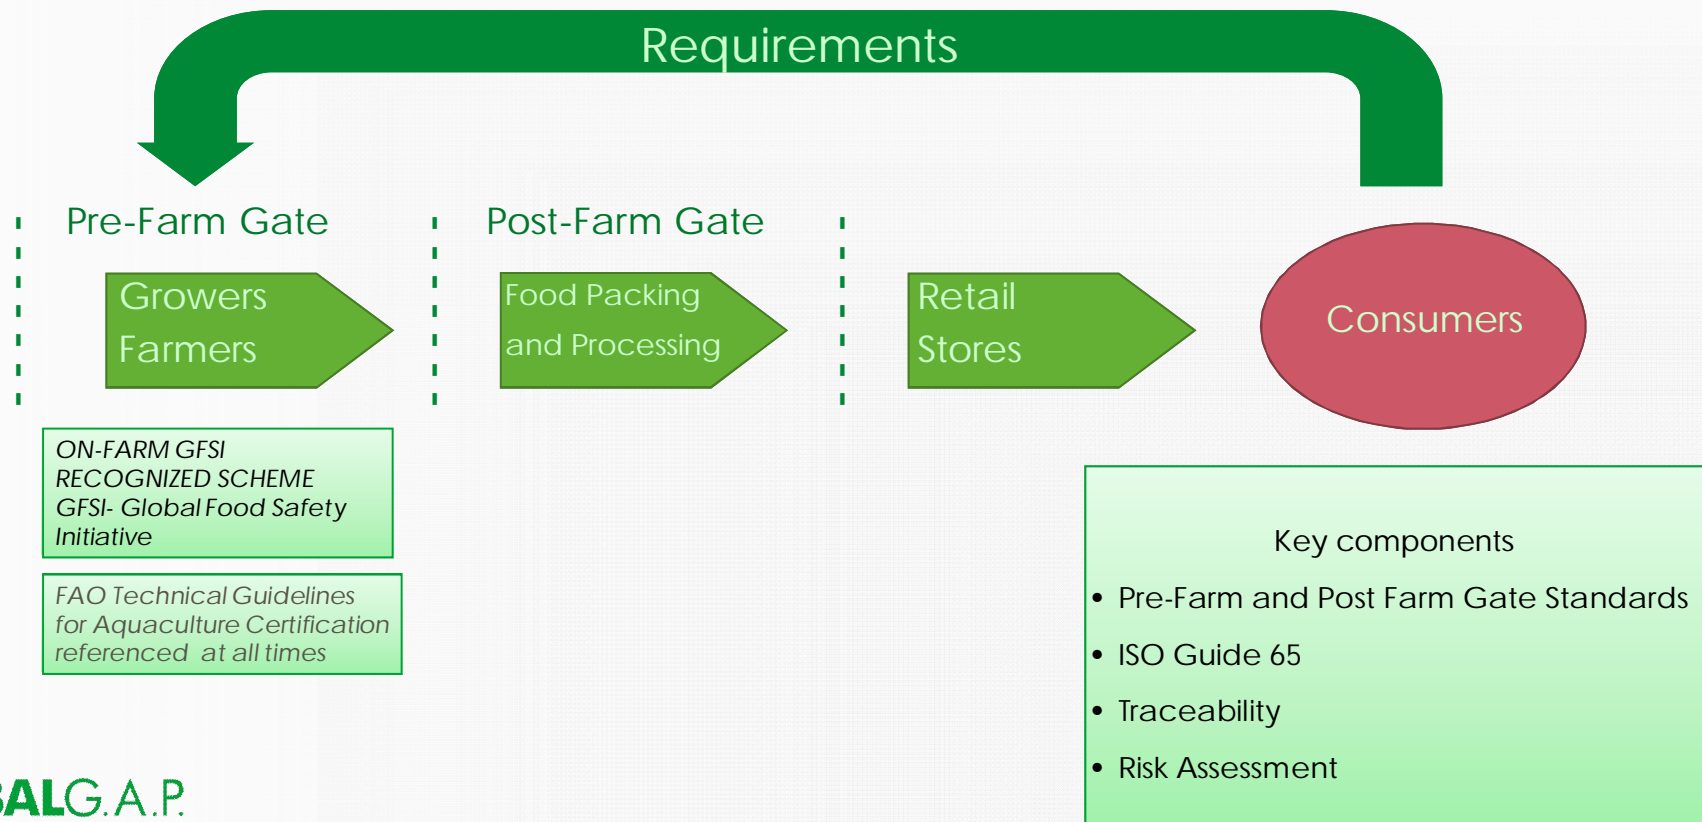 Requirements
Pre-Farm Gate
Post-Farm Gate
Growers
Farmers
Food Packing
and Processing
Retail
Stores
Consumers
ON-FARM GFSI
RECOGNIZED SCHEME
GFSI- Global Food Safety
Initiative
FAO Technical Guidelines
for Aquaculture Certification
referenced at all times
Key components
• Pre-Farm and Post Farm Gate Standards
• ISO Guide 65
• Traceability
• Risk Assessment
BALG.A.P.